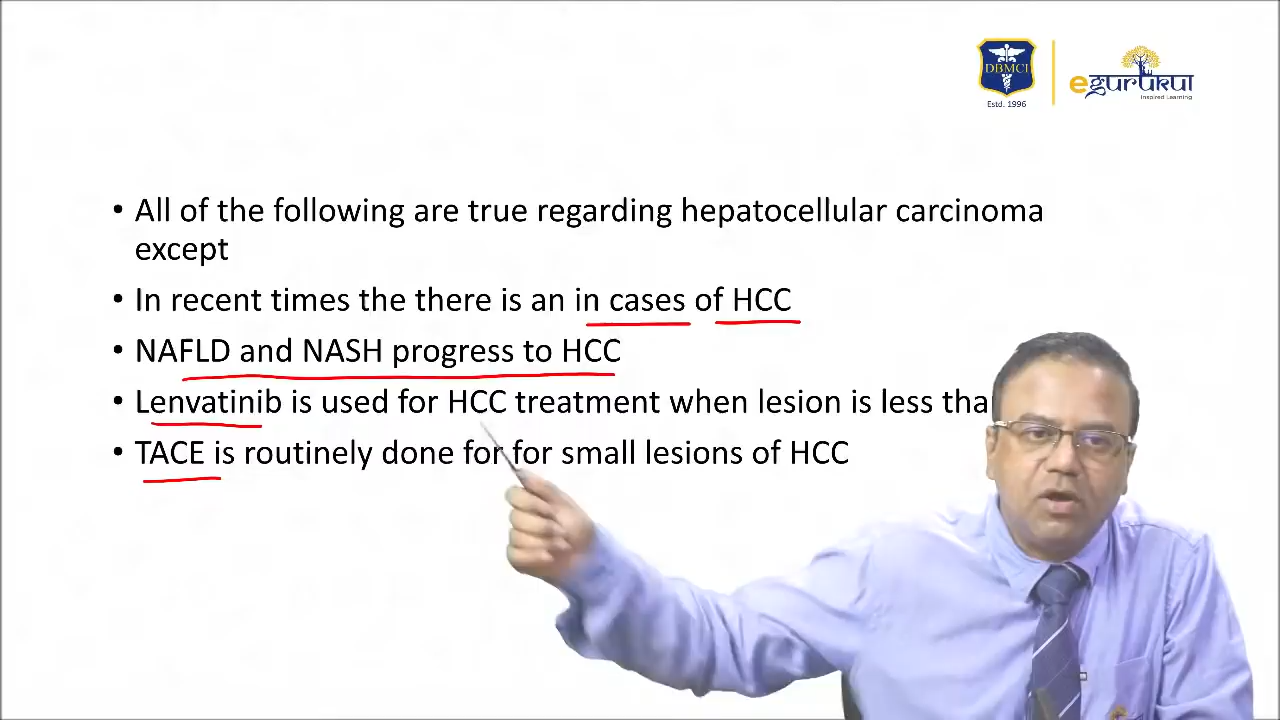 DBMCI
Estd. 1996
egurukul
Inspired Learning
• All of the following are true regarding hepatocellular carcinoma
except
• In recent times the there is an in cases of HCC
• NAFLD and NASH progress to HCC
• Lenvatinib is used for HCC treatment when lesion is less tha
• TACE is routinely done for for small lesions of HCC